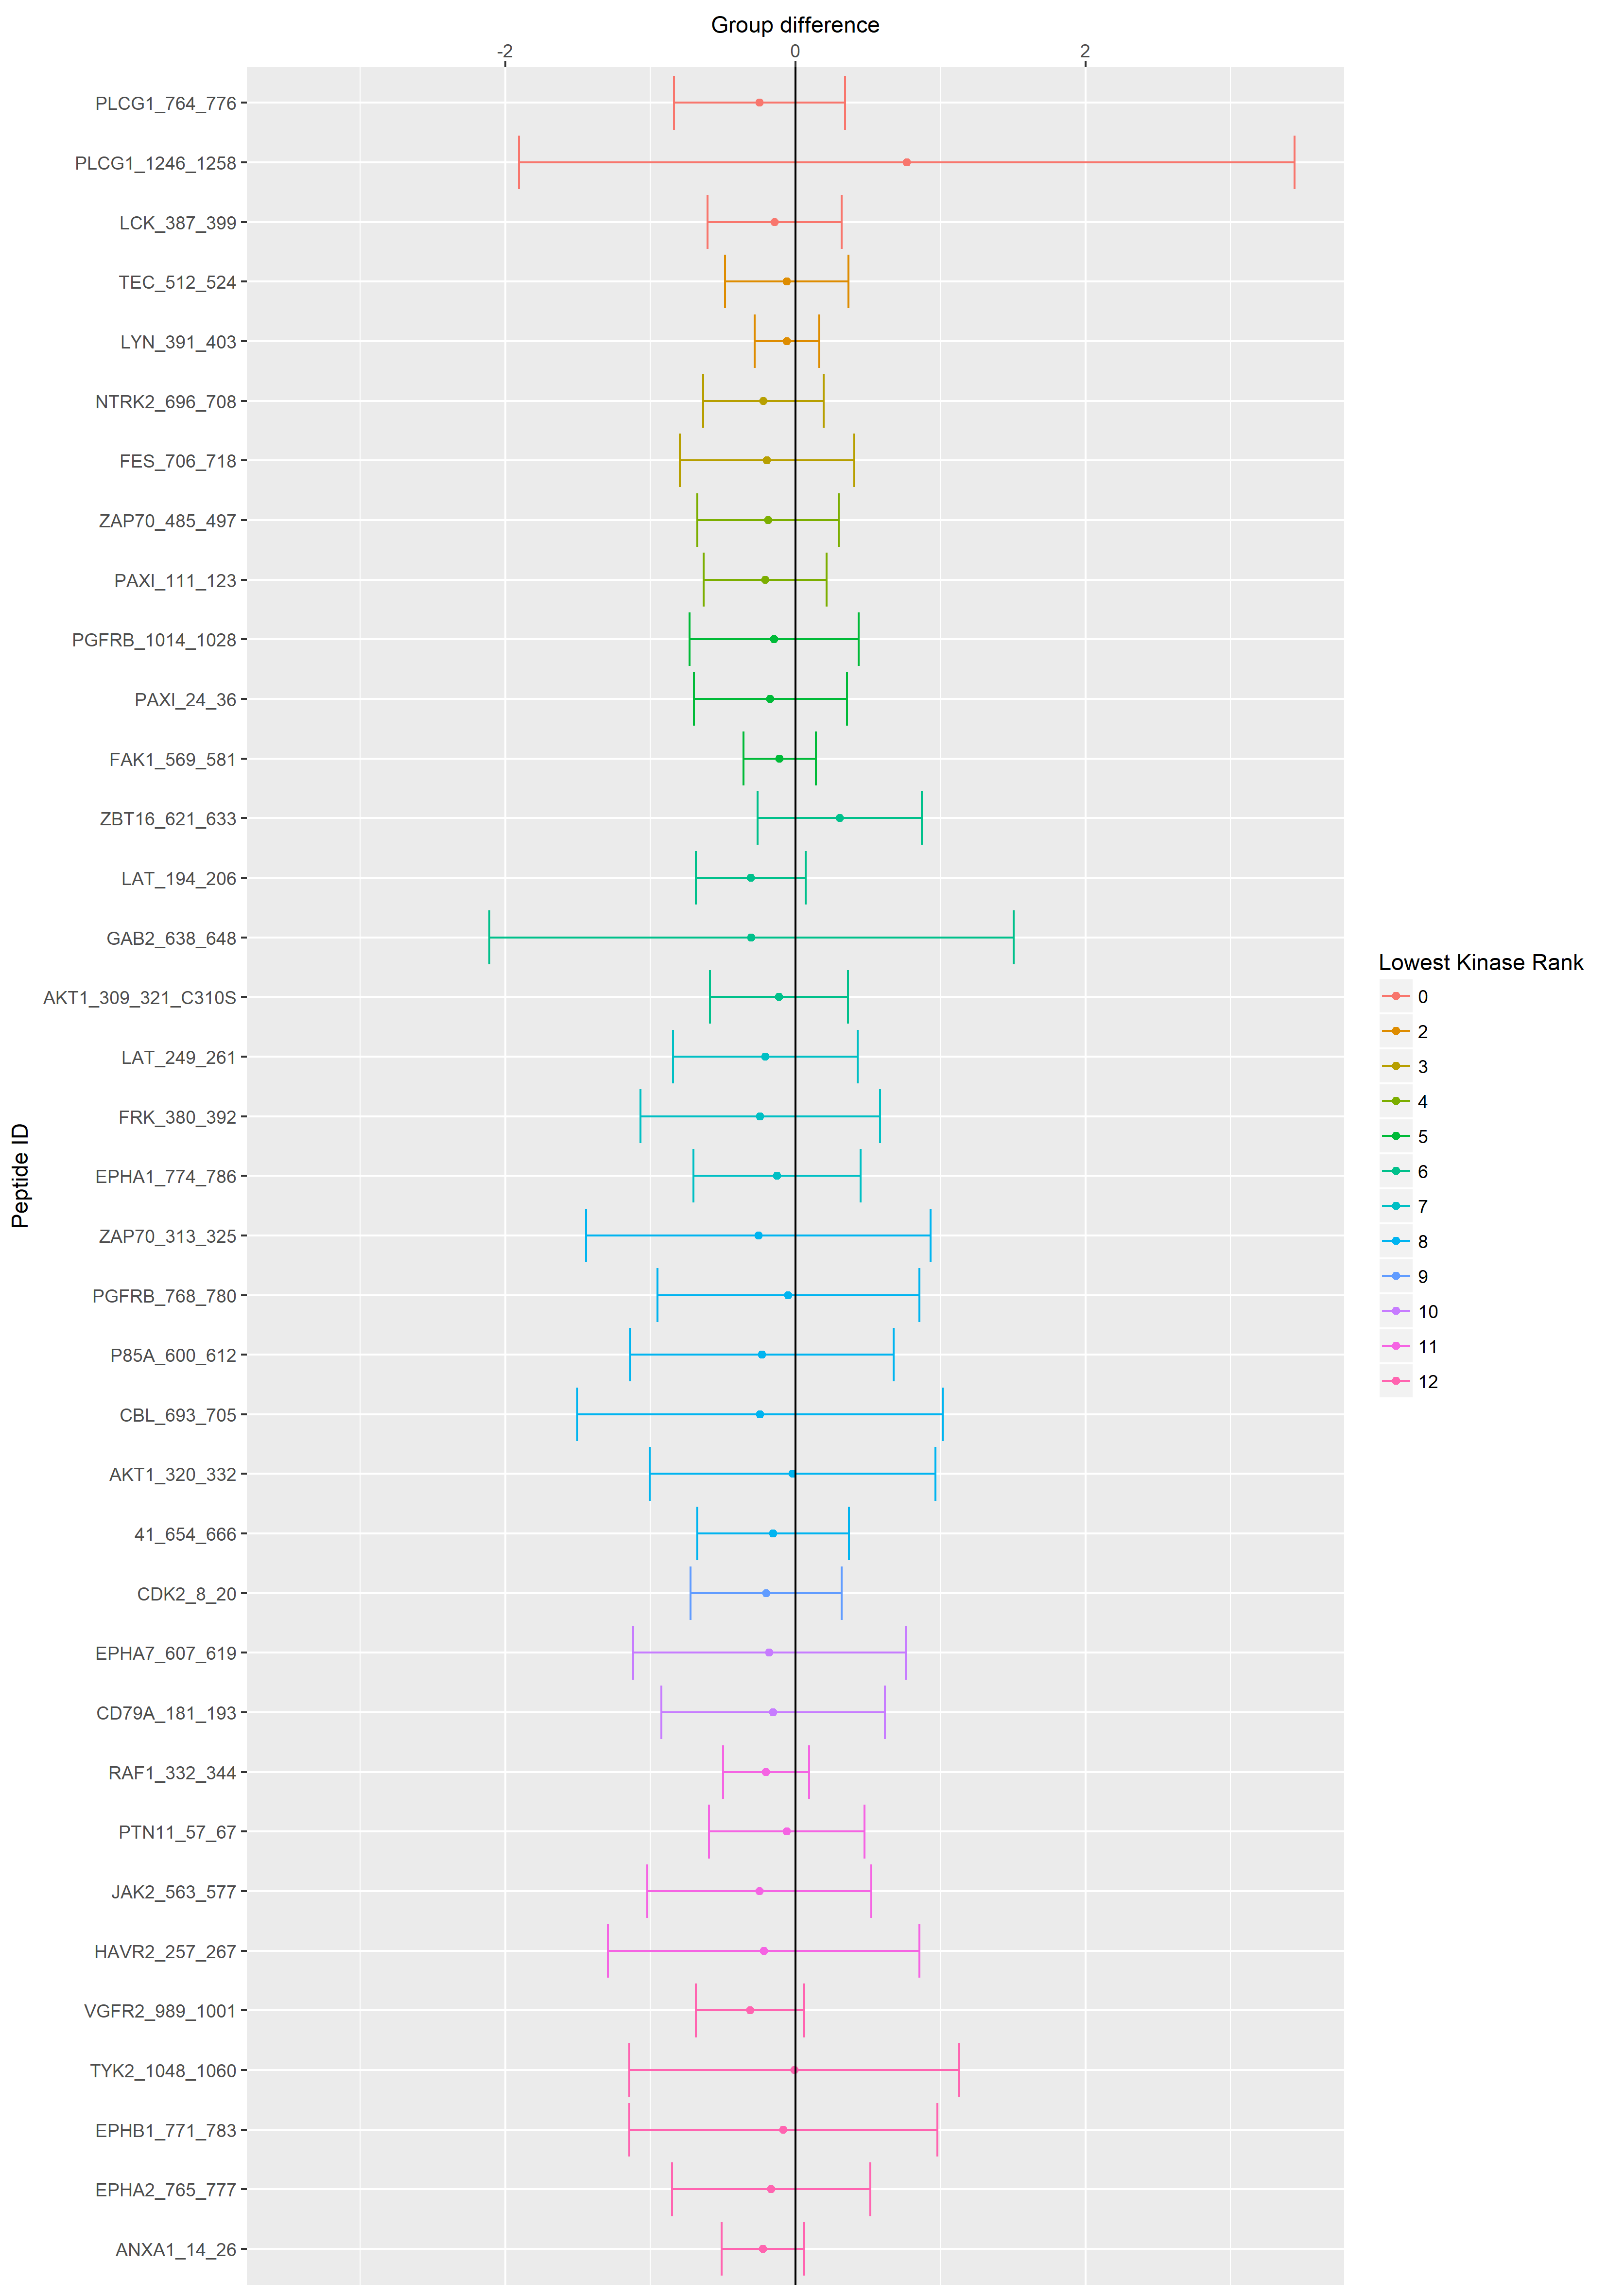 Group difference
-2 0 2
PLCG1_764_776
PLCG1_1246_1258
LCK_387_399
TEC_512_524
LYN_391_403
NTRK2_696_708
FES_706_718
ZAP70_485_497
PAXI_111_123
PGFRB_1014_1028
PAXI_24_36
FAK1_569_581
ZBT16_621_633
LAT_194_206
GAB2_638_648
AKT1_309_321_C310S
LAT_249_261
FRK_380_392
EPHA1_774_786
ZAP70_313_325
PGFRB_768_780
P85A_600_612
CBL_693_705
AKT1_320_332
41_654_666
CDK2_8_20
EPHA7_607_619
CD79A_181_193
RAF1_332_344
PTN11_57_67
JAK2_563_577
HAVR2_257_267
VGFR2_989_1001
TYK2_1048_1060
EPHB1_771_783
EPHA2_765_777
ANXA1_14_26
Peptide ID
Lowest Kinase Rank
0
2
3
4
5
6
7
8
9
10
11
12